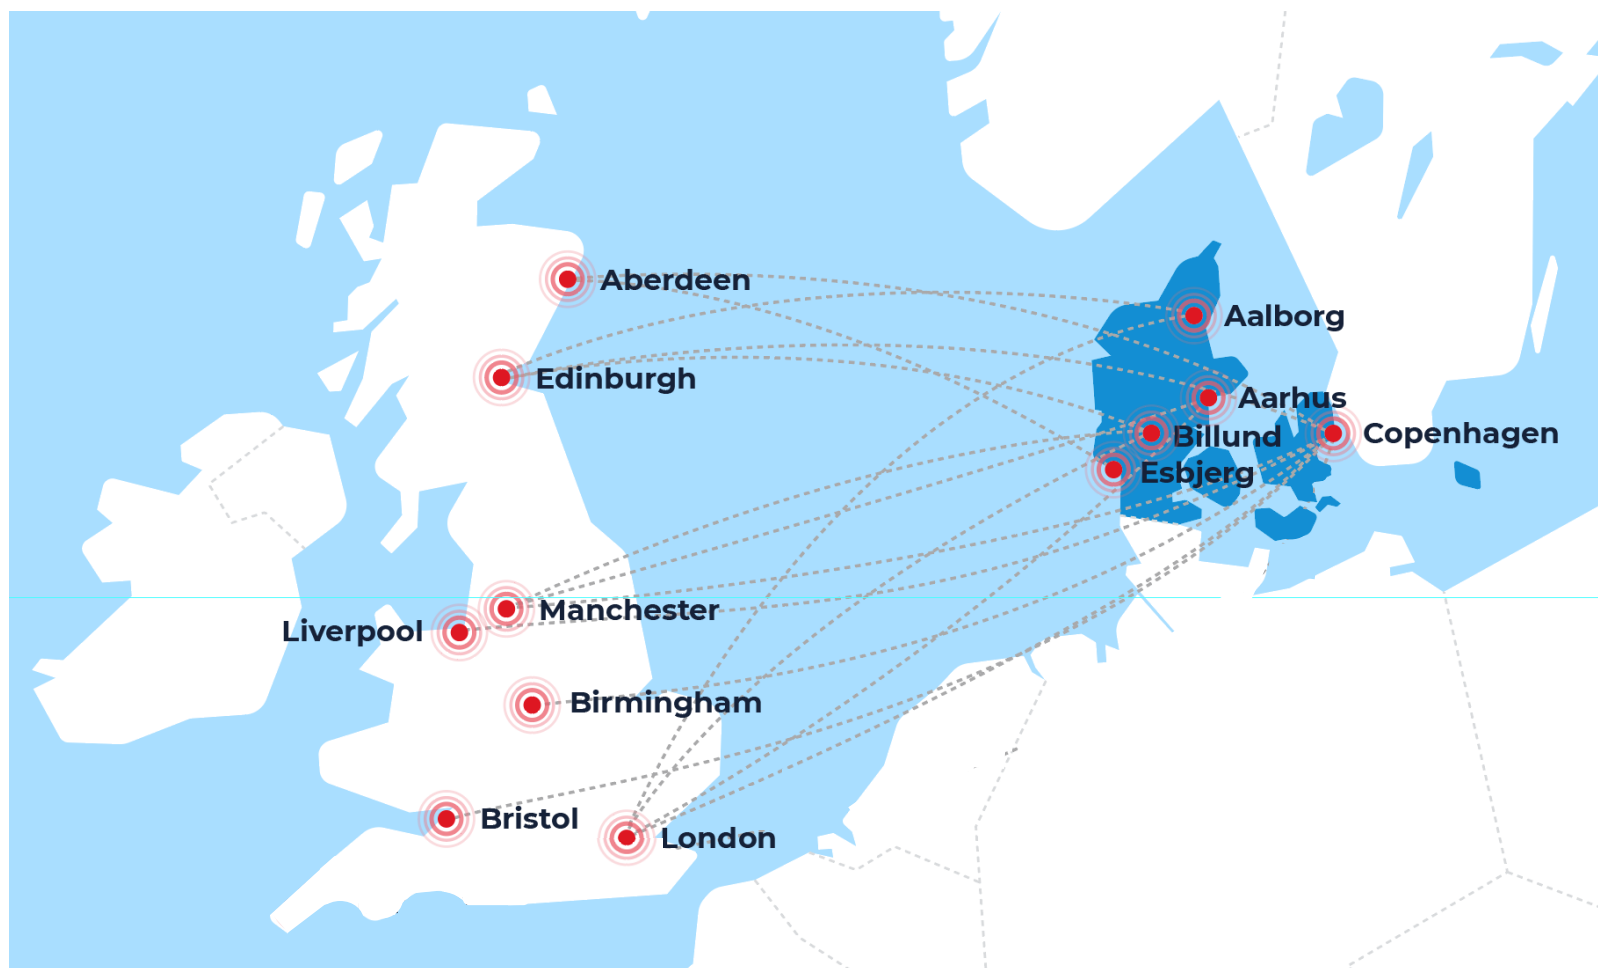 Aberdeen
Aalborg
Edinburgh
Aarhus
Billund
Copenhagen
Esbjerg
Manchester
Liverpool
Birmingham
Bristol
London